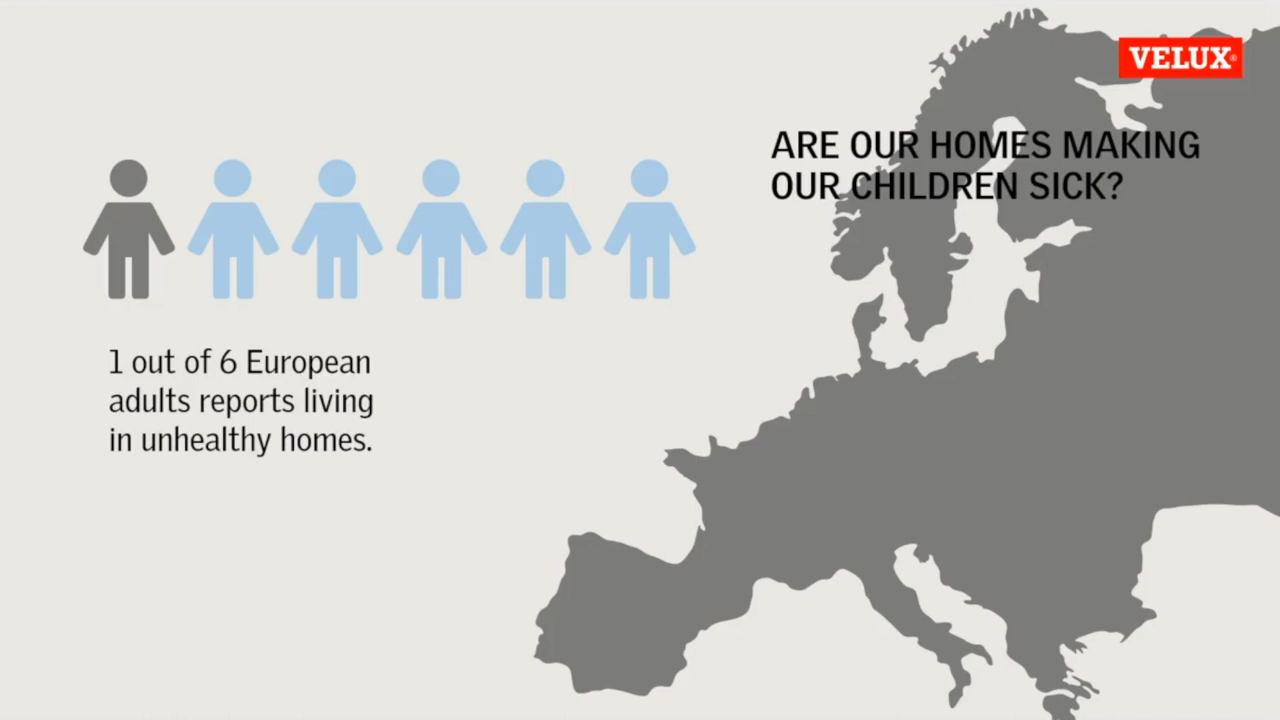 VELUX®
ARE OUR HOMES MAKING
OUR CHILDREN SICK?
1 out of 6 European
adults reports living
in unhealthy homes.